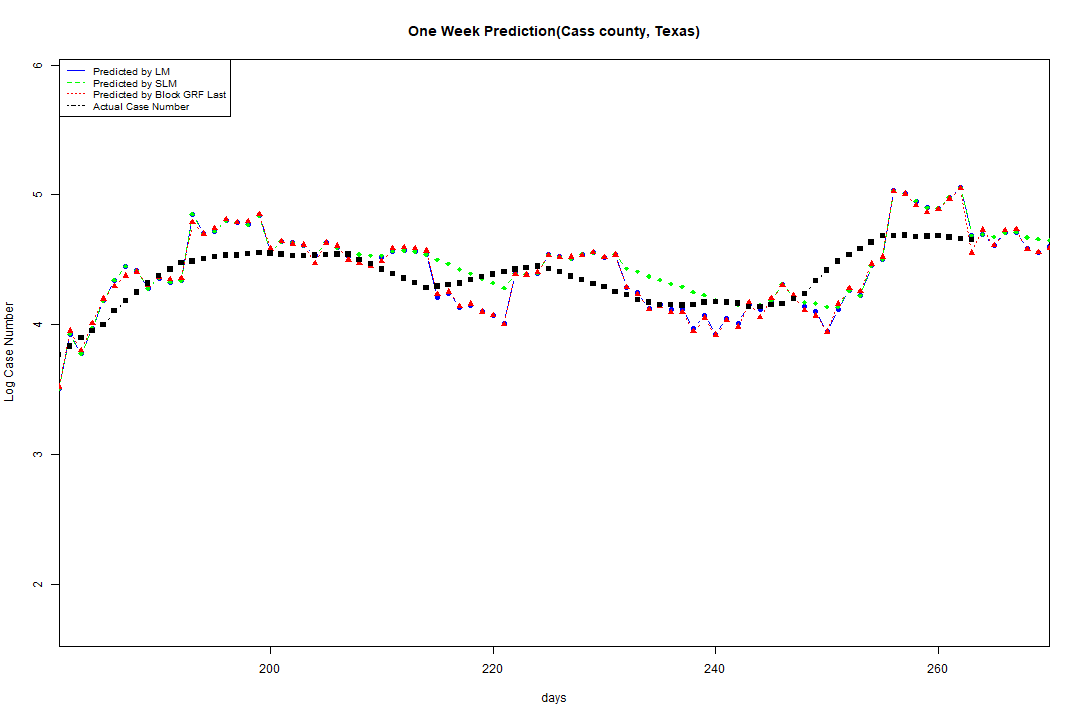 One Week Prediction(Cass county, Texas)
Predicted by LM
Predicted by SLM
Predicted by Block GRF Last
Actual Case Number
6
5
4
3
2
Log Case Number
200
220
240
260
days